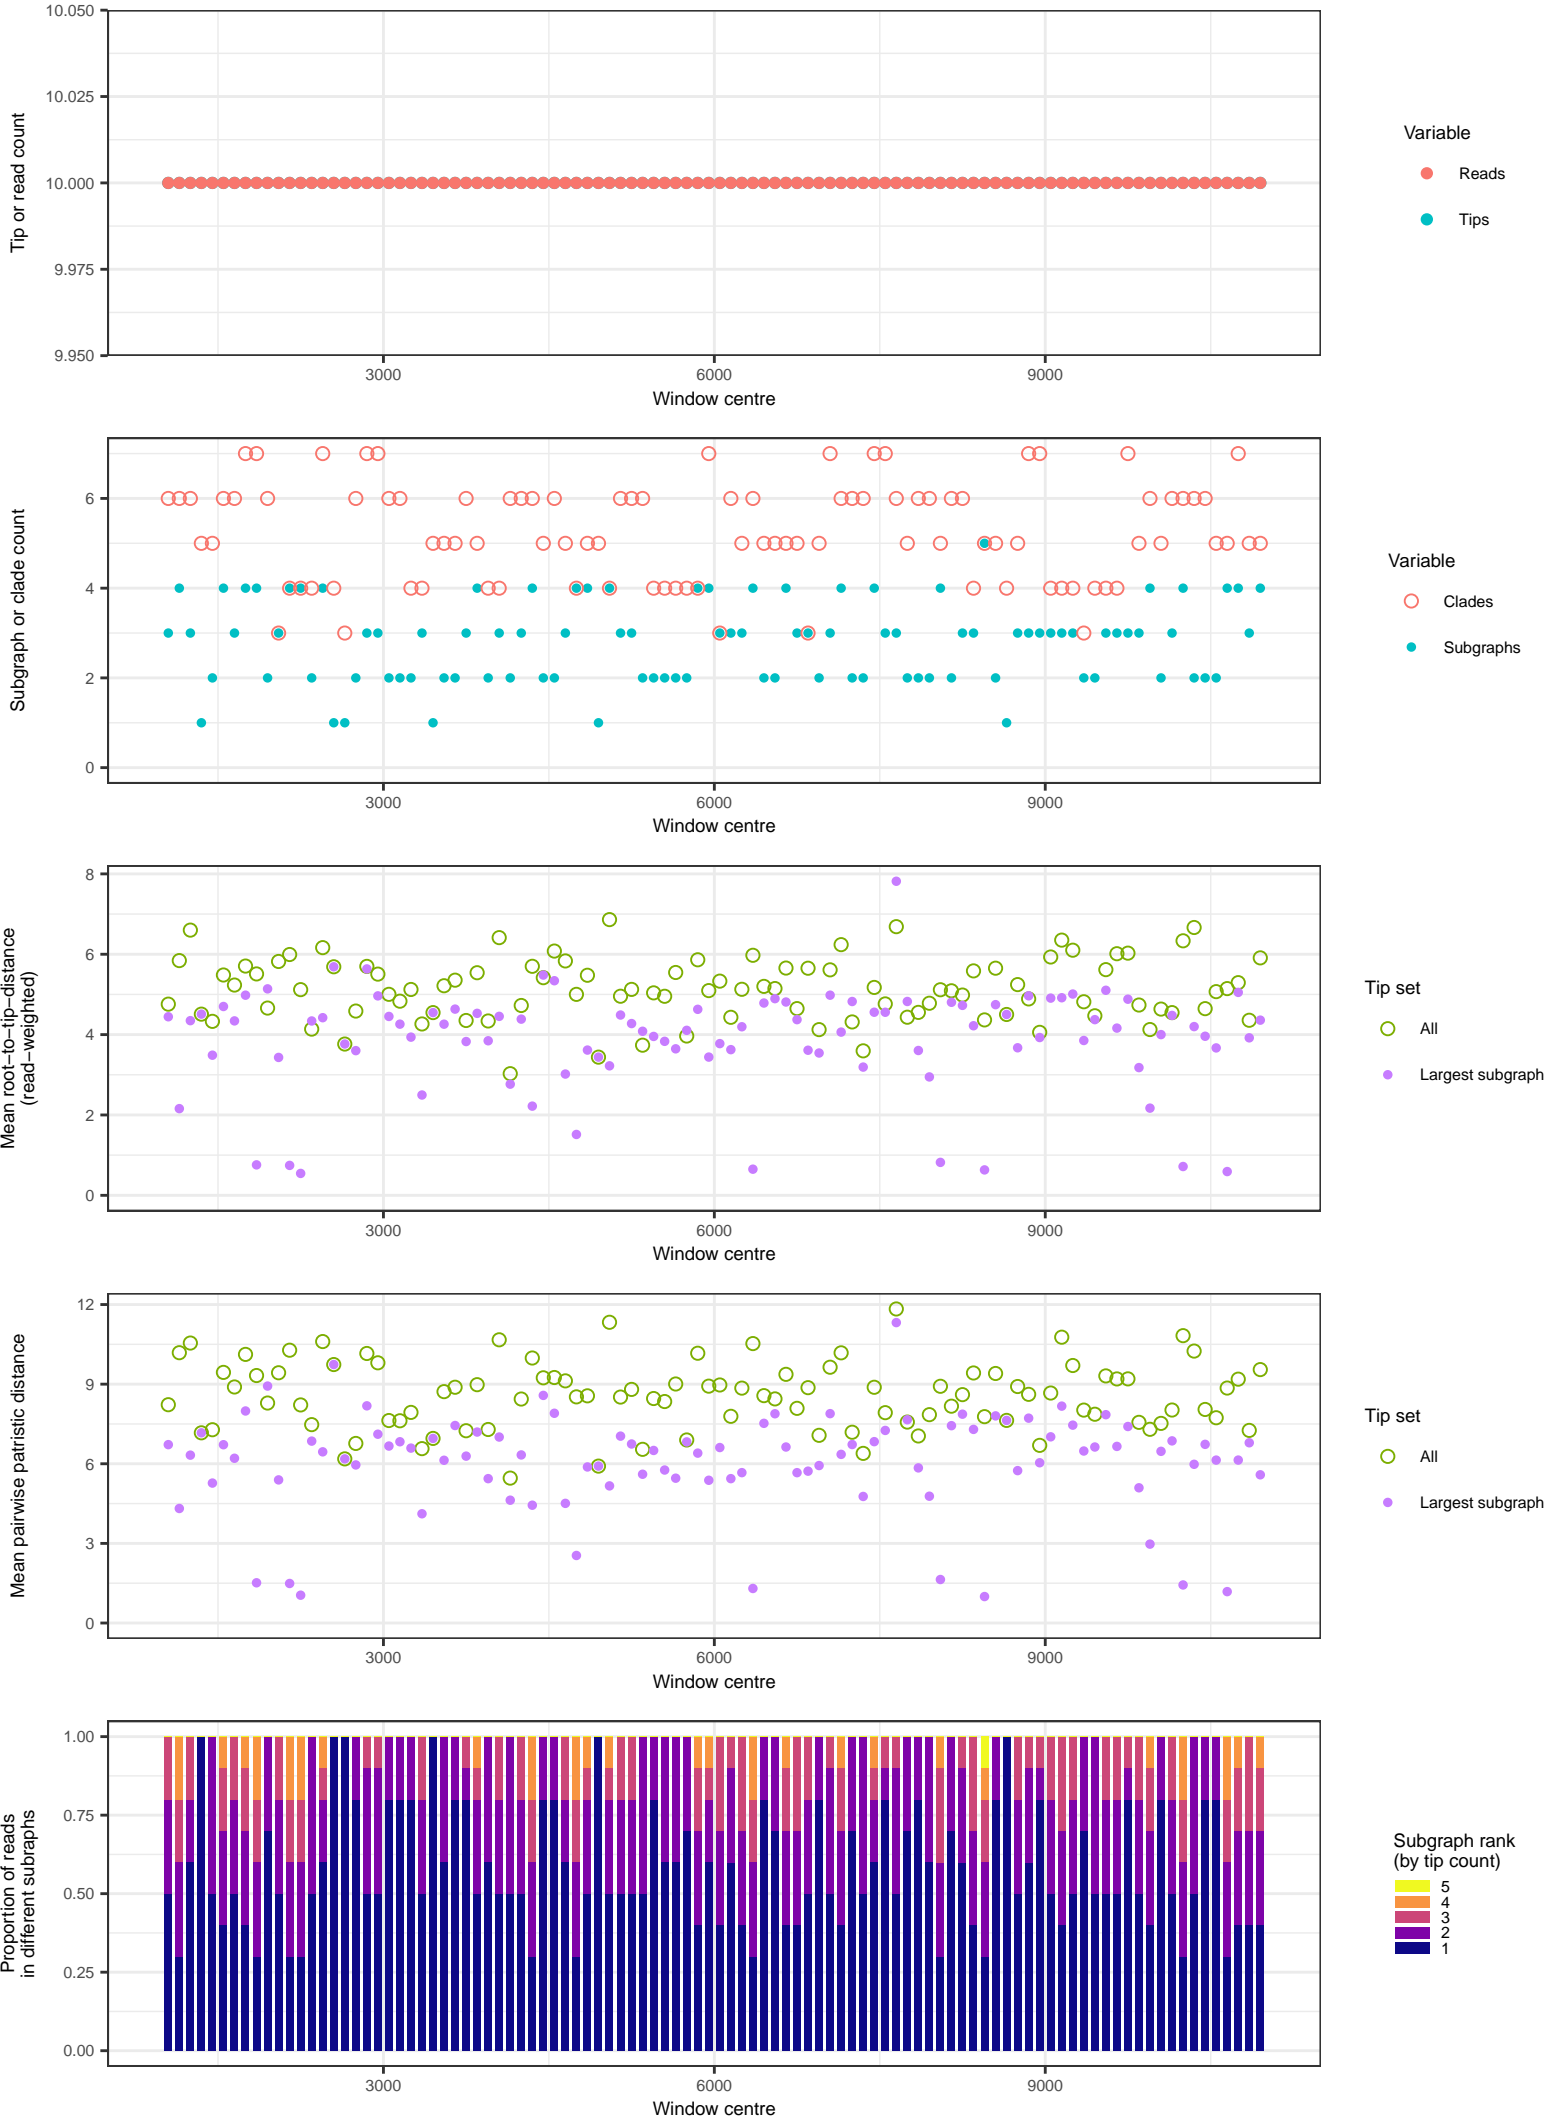 10.050
10.025
10.000
9.975
9.950
Tip or read count
3000
6000
9000
Window centre
Variable
Reads
Tips
6
4
2
0
Subgraph or clade count
3000
6000
9000
Window centre
Variable
Clades
Subgraphs
8
6
4
2
0
Mean root−to−tip−distance
(read−weighted)
3000
6000
9000
Window centre
Tip set
All
Largest subgraph
12
9
6
3
0
Mean pairwise patristic distance
3000
6000
9000
Window centre
Tip set
All
Largest subgraph
1.00
0.75
0.50
0.25
0.00
Proportion of reads
in different subraphs
3000
6000
9000
Window centre
Subgraph rank
(by tip count)
5
4
3
2
1